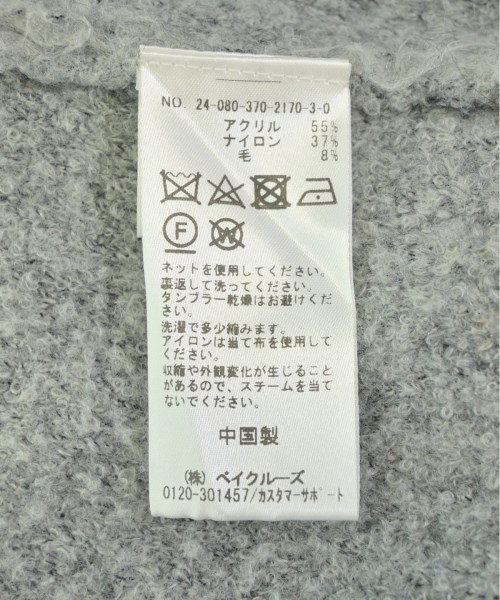 NO. 24-080-370-2170-3-0
アクリル 55%
ナイロン 37%
毛 8%
F W
ネットを使用してください。
裏返して洗ってください。
タンブラー乾燥はお避けくだ
さい。
洗濯で多少縮みます。
アイロンは当て布を使用して
ください。
収縮や外観変化が生じること
があるので、スチームを当て
ないでください。
中国製
(株) ベイクルーズ
0120-301457/カスタマーサポート